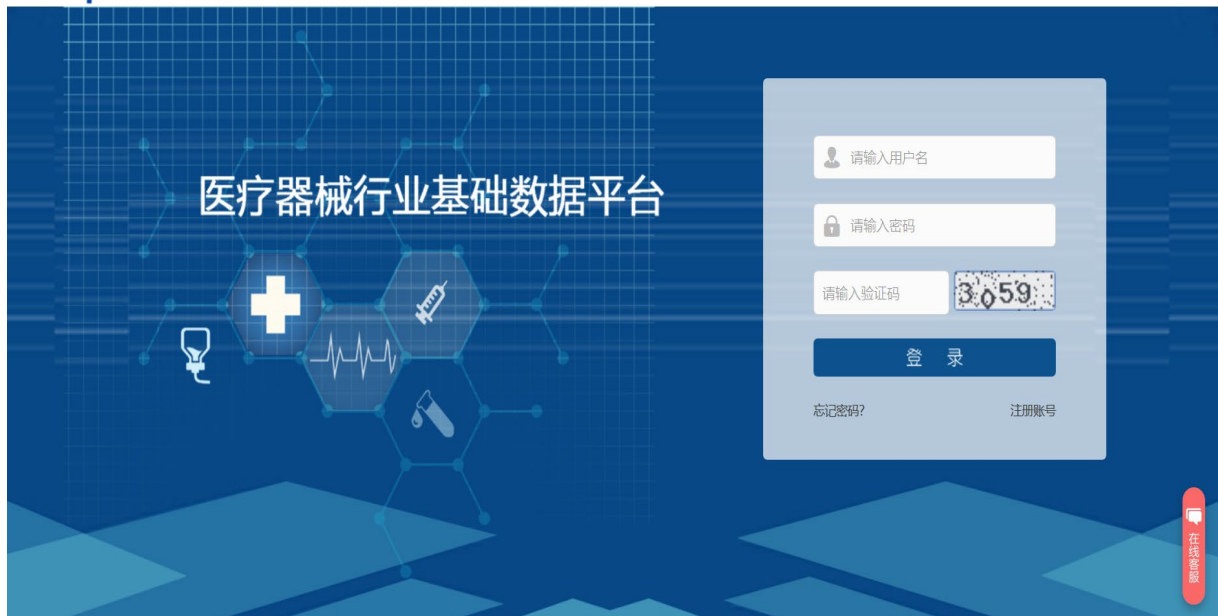 医疗器械行业基础数据平台
请输入用户名
请输入密码
请输入验证码
3059
登 录
忘记密码? 注册账号
在线客服